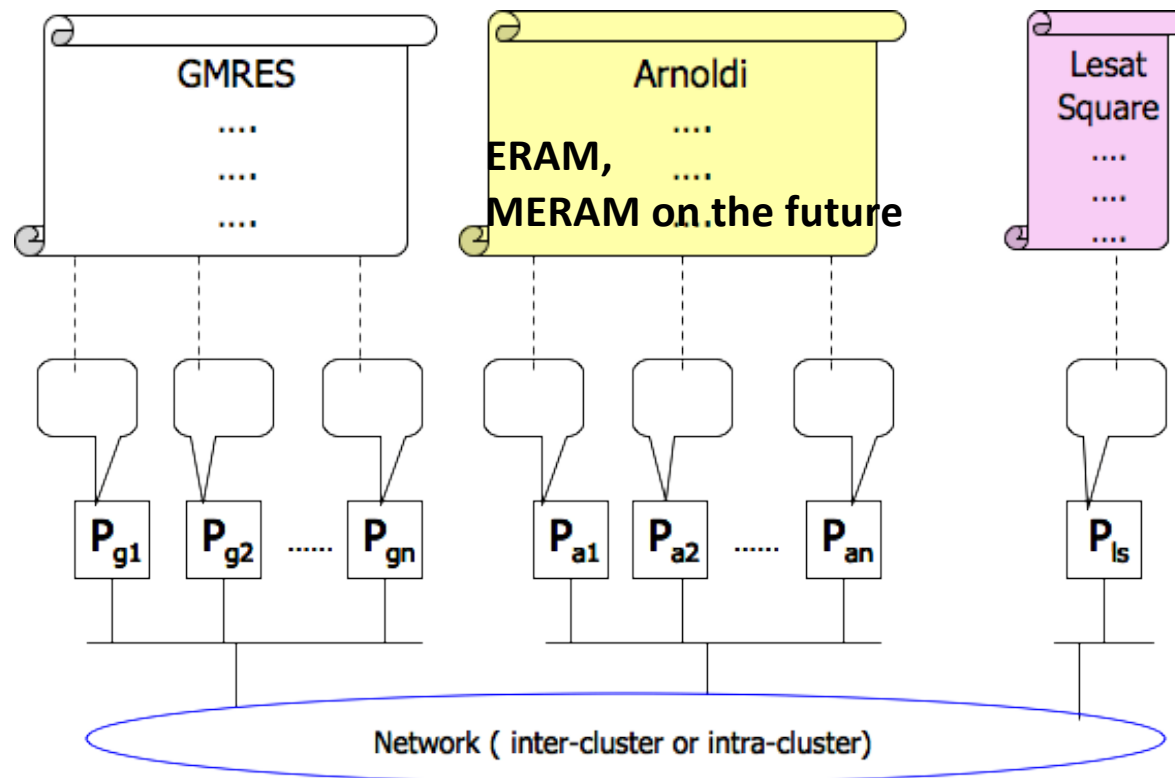 GMRES
....
....
....
Arnoldi
....
ERAM,
....
MERAM on the future
....
Lesat
Square
....
....
....
Pg1
Pg2
......
Pgn
Pa1
Pa2
......
Pan
Pls
Network ( inter-cluster or intra-cluster)